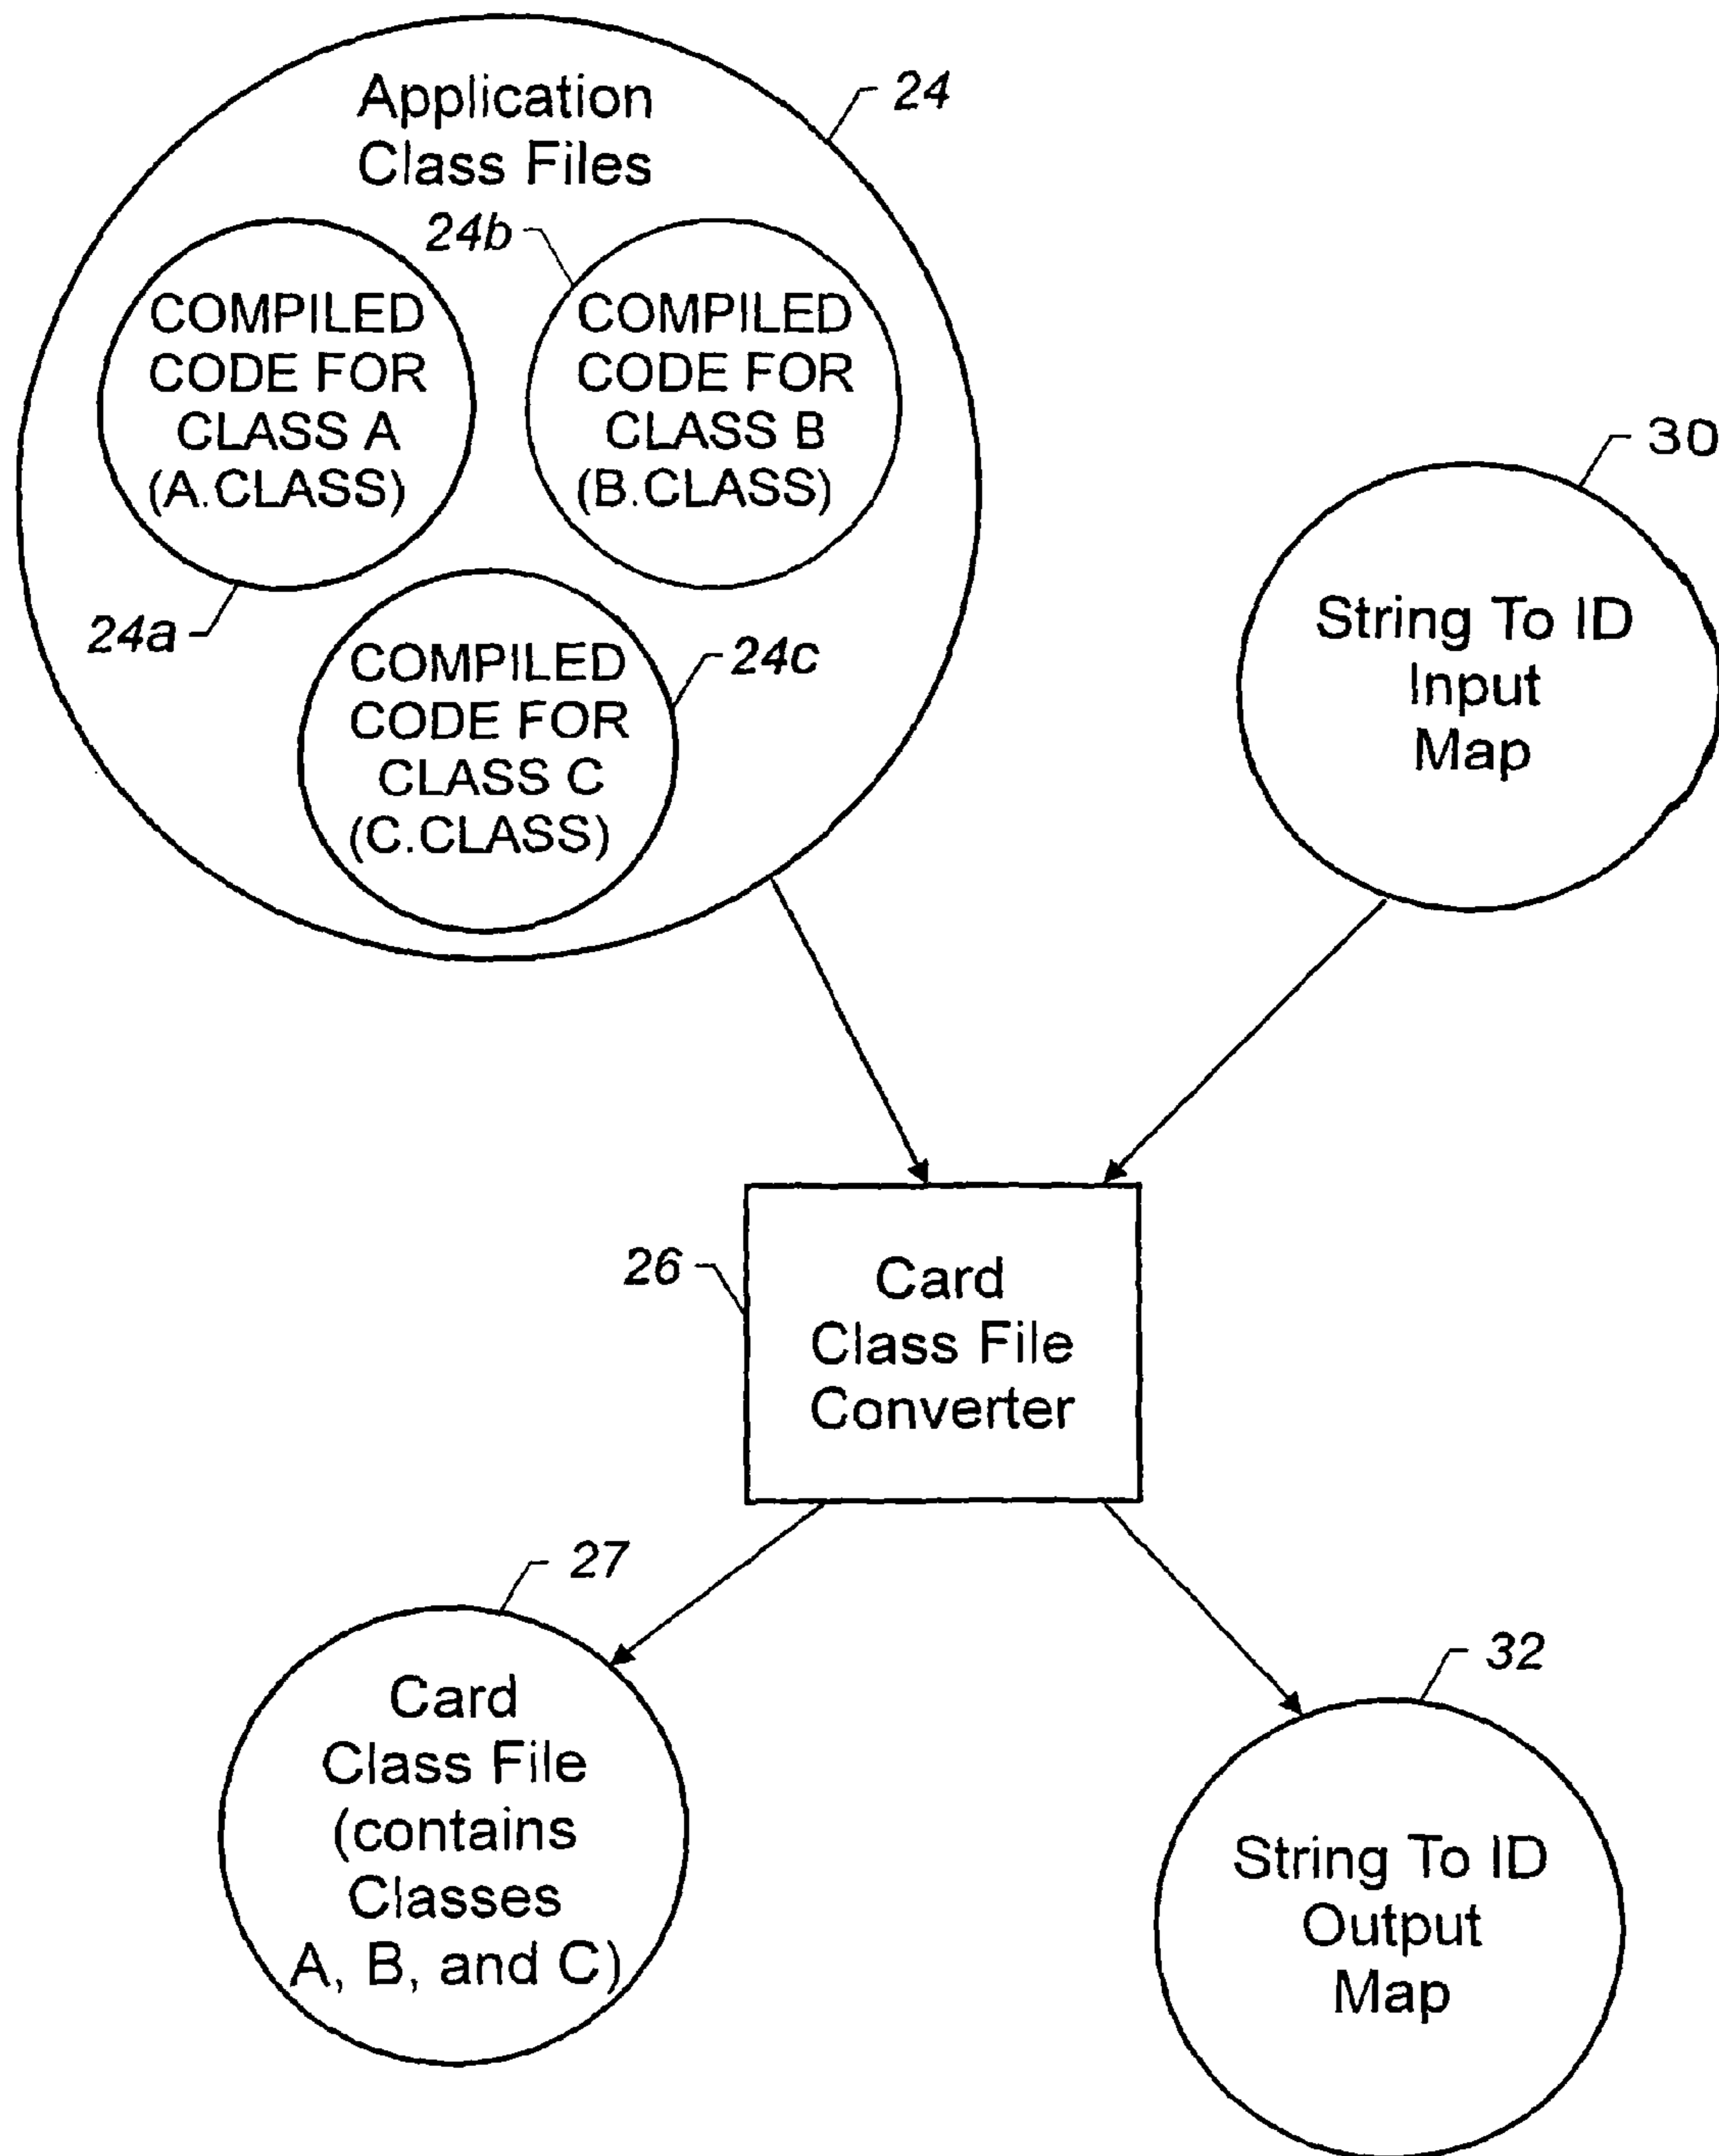 Application
Class Files
24
24b
COMPILED
CODE FOR
CLASS A
(A.CLASS)
COMPILED
CODE FOR
CLASS B
(B.CLASS)
24a
COMPILED
CODE FOR
CLASS C
(C.CLASS)
24c
30
String To ID
Input
Map
26
Card
Class File
Converter
27
Card
Class File
(contains
Classes
A, B, and C)
32
String To ID
Output
Map